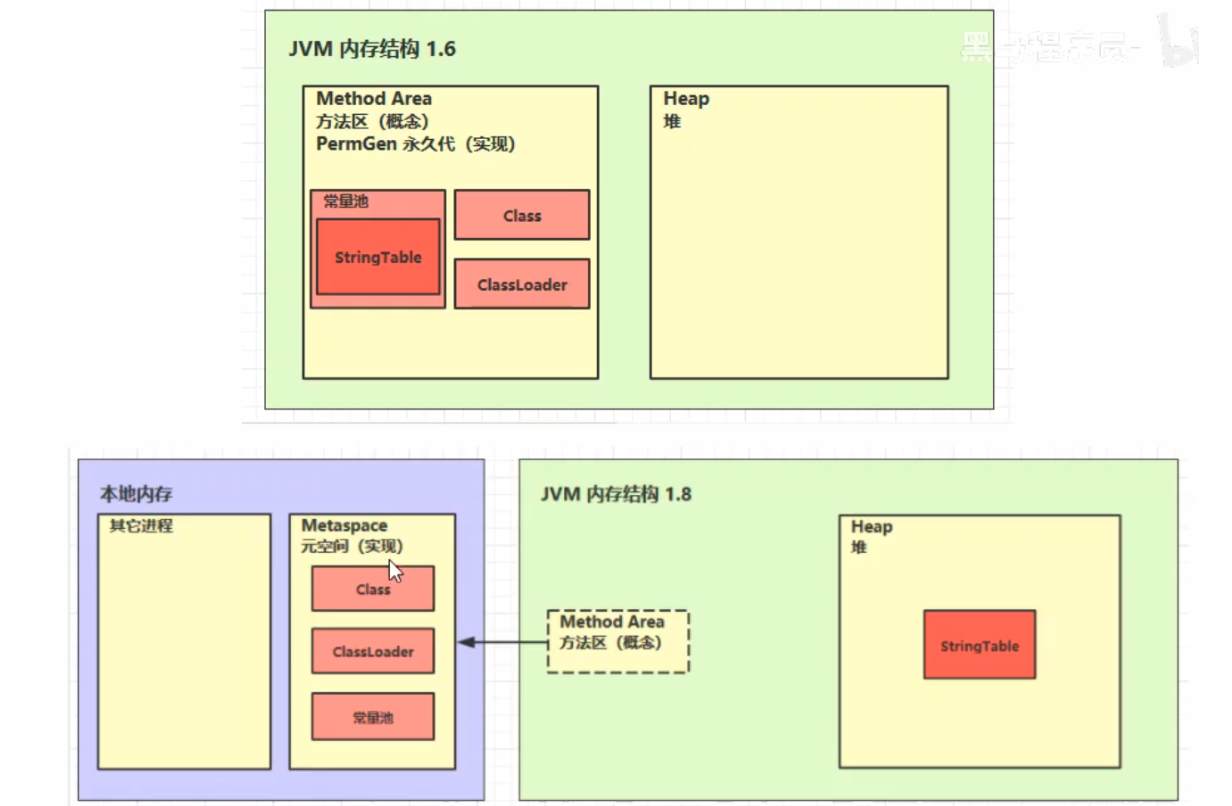 JVM 内存结构 1.6
Method Area
方法区（概念）
PermGen 永久代（实现）
常量池
StringTable
Class
ClassLoader
Heap
堆
黑马程序员-
本地内存
其它进程
Metaspace
元空间（实现）
Class
ClassLoader
常量池
JVM 内存结构 1.8
Method Area
方法区（概念）
Heap
堆
StringTable